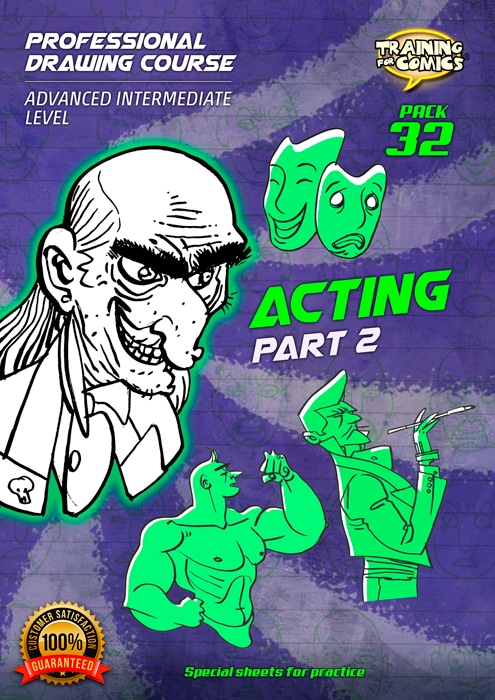 PROFESSIONAL
DRAWING COURSE
ADVANCED INTERMEDIATE
LEVEL
TRAINING
FOR COMICS
PACK
32
ACTING
PART 2
CUSTOMER SATISFACTION
100%
GUARANTEED
Special sheets for practice